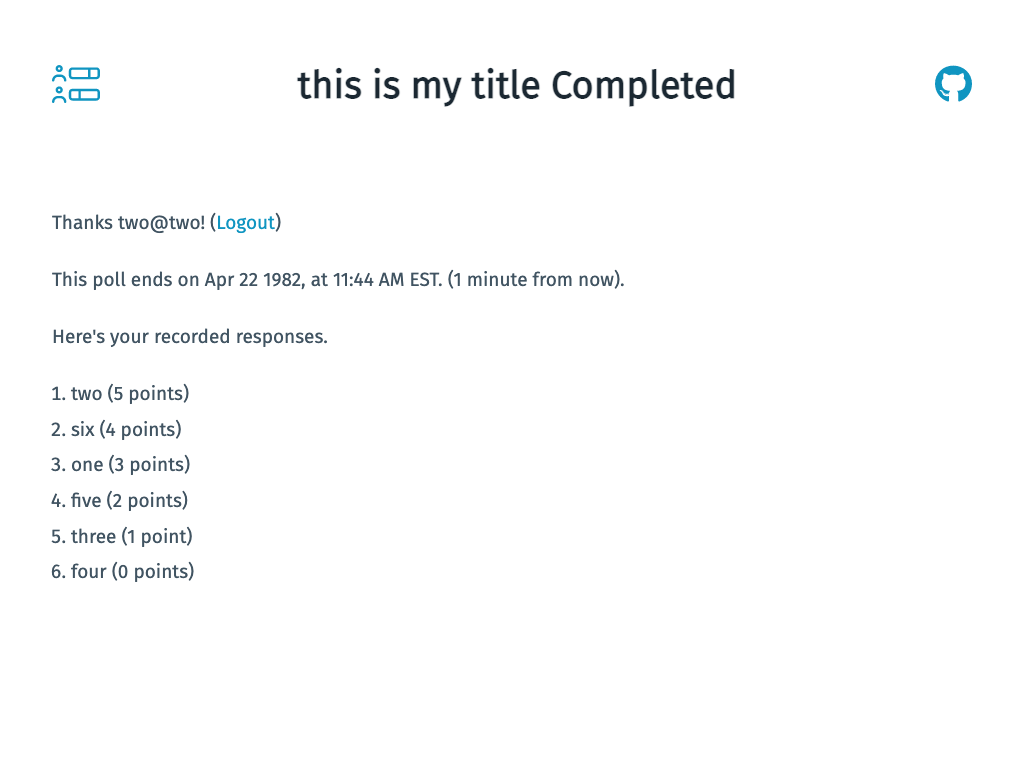 this is my title Completed
Thanks two@two! (Logout)
This poll ends on Apr 22 1982, at 11:44 AM EST. (1 minute from now).
Here's your recorded responses.
1. two (5 points)
2. six (4 points)
3. one (3 points)
4. five (2 points)
5. three (1 point)
6. four (0 points)